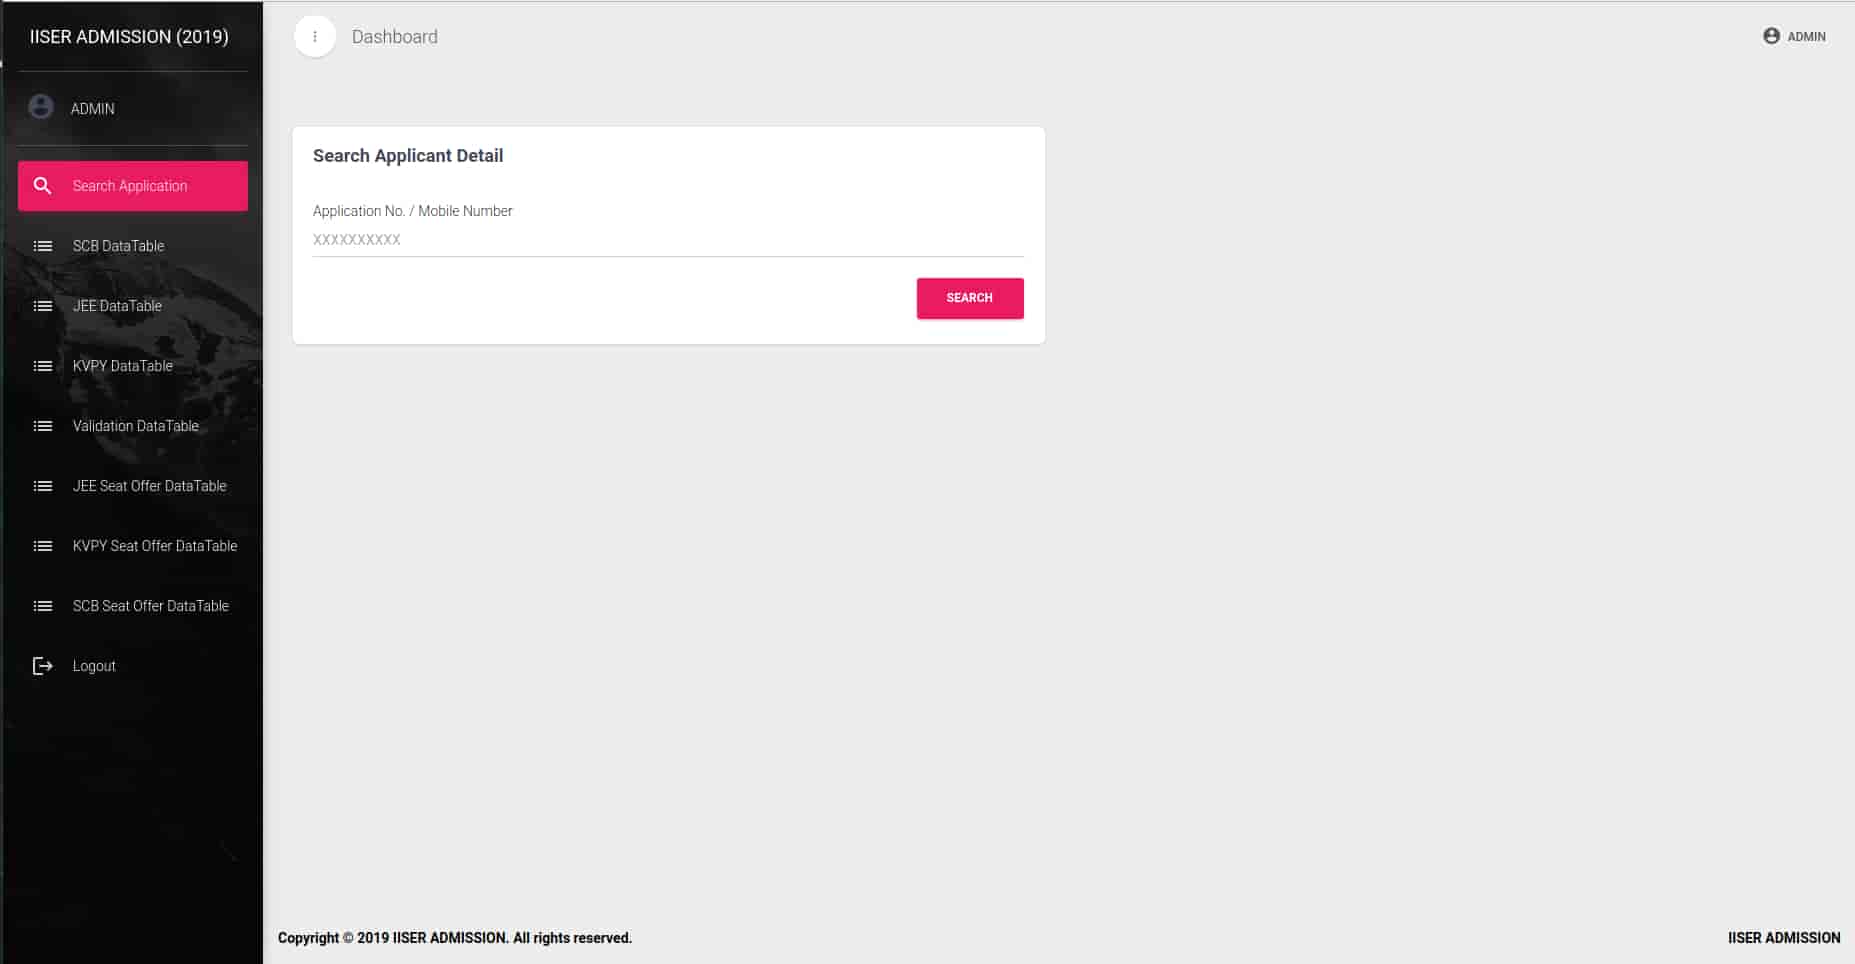 IISER ADMISSION (2019)
ADMIN
Search Application
SCB DataTable
JEE DataTable
KVPY DataTable
Validation DataTable
JEE Seat Offer DataTable
KVPY Seat Offer DataTable
SCB Seat Offer DataTable
Logout
Dashboard
ADMIN
Search Applicant Detail
Application No. / Mobile Number
XXXXXXXXXX
SEARCH
Copyright © 2019 IISER ADMISSION. All rights reserved.
IISER ADMISSION